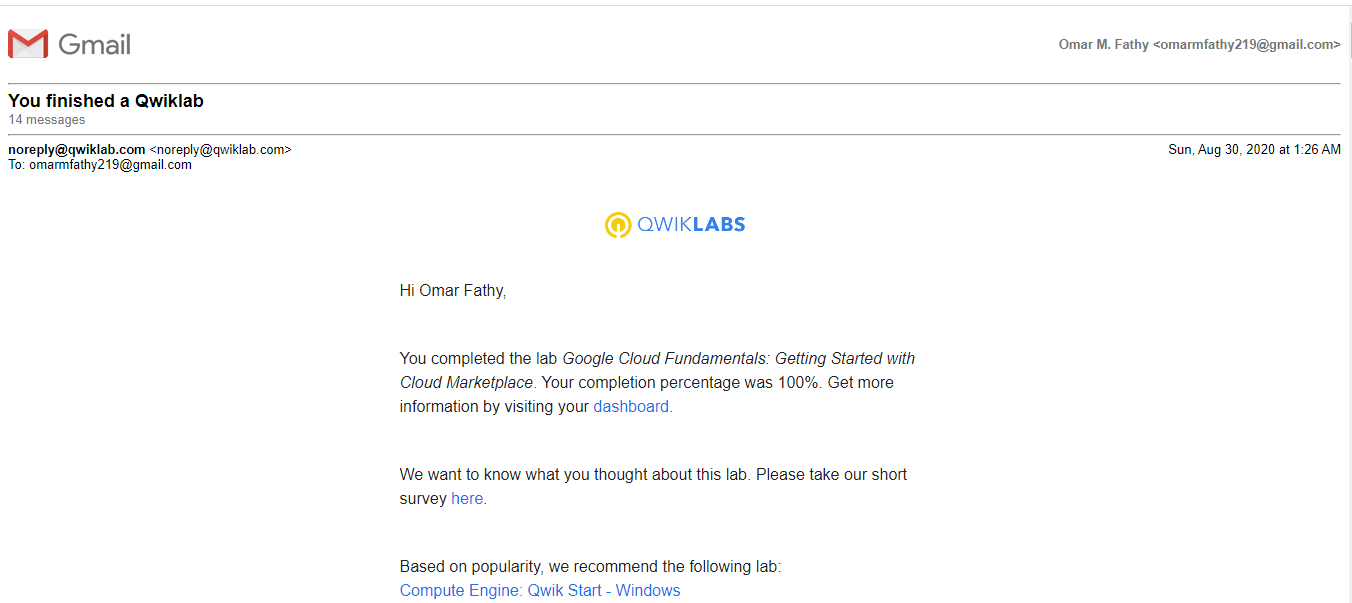 Gmail
Omar M. Fathy <omarmfathy219@gmail.com>
You finished a Qwiklab
14 messages
noreply@qwiklab.com <noreply@qwiklab.com>
Sun, Aug 30, 2020 at 1:26 AM
To: omarmfathy219@gmail.com
QWIKLABS
Hi Omar Fathy,
You completed the lab Google Cloud Fundamentals: Getting Started with
Cloud Marketplace. Your completion percentage was 100%. Get more
information by visiting your dashboard.
We want to know what you thought about this lab. Please take our short
survey here.
Based on popularity, we recommend the following lab:
Compute Engine: Qwik Start - Windows